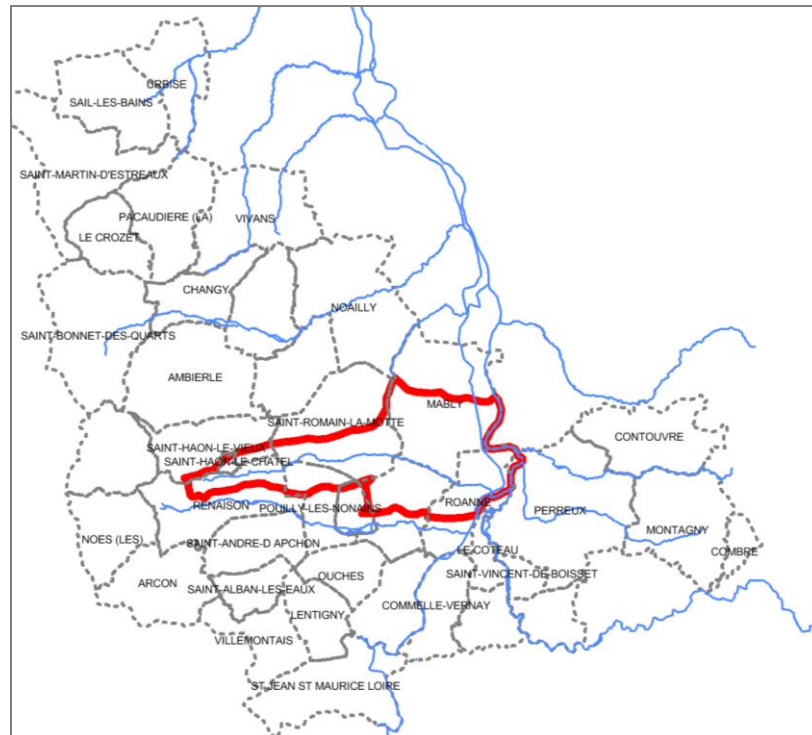 URBISE
SAIL-LES-BAINS
SAINT-MARTIN-D'ESTREAUX
PACAUDIERE (LA)
VIVANS
LE CROZET
CHANGY
NOAILLY
SAINT-BONNET-DES-QUARTS
AMBIERLE
MABLY
SAINT-ROMAIN-LA-MOTTE
CONTOUVRE
SAINT-HAON-LE-VIEUX
SAINT-HAON-LE-CHATEL
ROANNE
RENAISON
POUILLY-LES-NONAINS
PERREUX
MONTAGNY
NOES (LES)
SAINT-ANDRE-D APCHON
LE COTEAU
COMBRE
OUCHES
SAINT-VINCENT-DE-BOISSET
ARCON
SAINT-ALBAN-LES-EAUX
COMMELLE-VERNAY
LENTIGNY
VILLEMONTAIS
ST JEAN ST MAURICE LOIRE